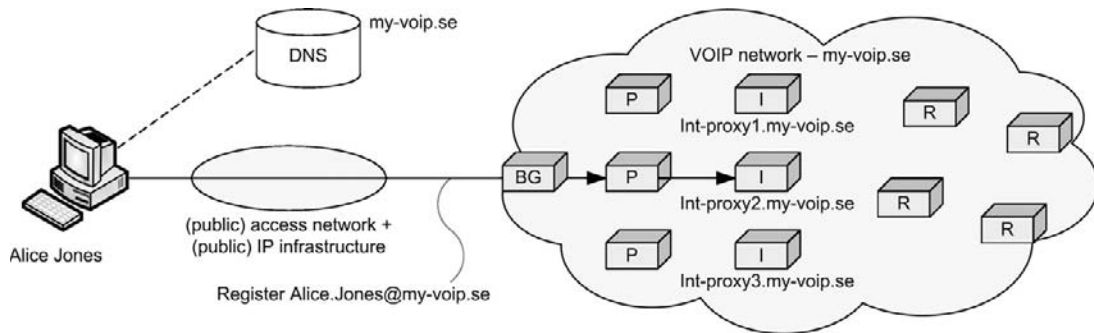 my-voip.se
DNS
VOIP network – my-voip.se
P
I
R
Int-proxy1.my-voip.se
R
BG
P
I
R
Int-proxy2.my-voip.se
R
(public) access network +
(public) IP infrastructure
Alice Jones
P
I
Int-proxy3.my-voip.se
Register Alice.Jones@my-voip.se